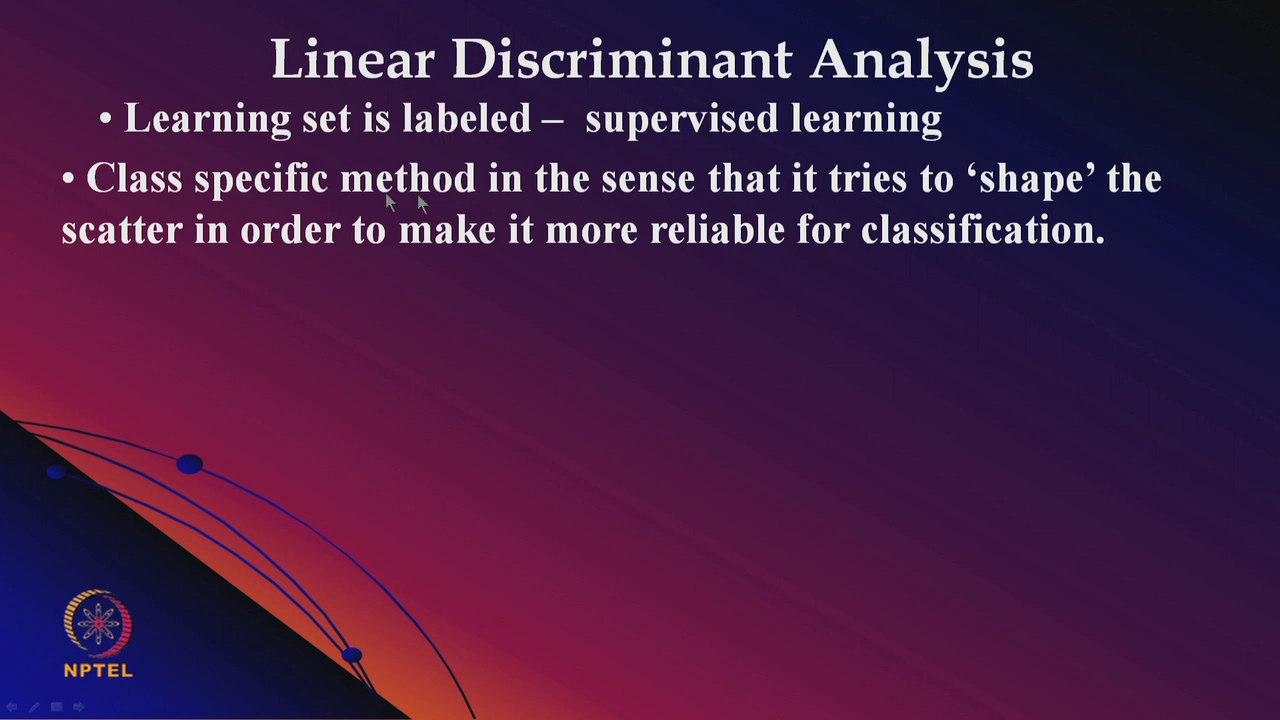 Linear Discriminant Analysis
• Learning set is labeled – supervised learning
• Class specific method in the sense that it tries to ‘shape’ the
scatter in order to make it more reliable for classification.
NPTEL